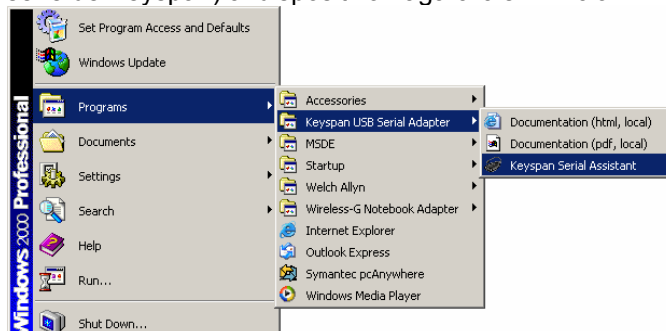 Set Program Access and Defaults
Windows Update
Programs
Documents
Settings
Search
Help
Run...
Shut Down...
Windows 2000 Professional
Accessories
Keyspan USB Serial Adapter
MSDE
Startup
Welch Allyn
Wireless-G Notebook Adapter
Internet Explorer
Outlook Express
Symantec pcAnywhere
Windows Media Player
Documentation (html, local)
Documentation (pdf, local)
Keyspan Serial Assistant